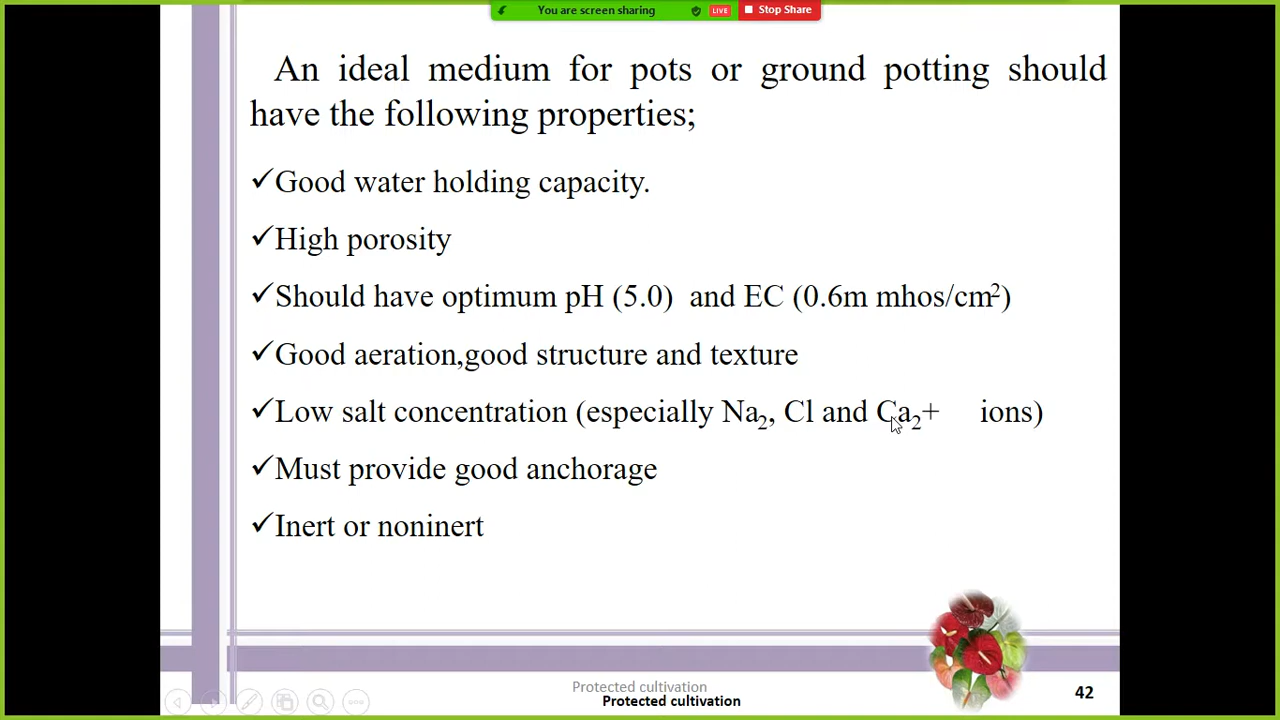 You are screen sharing LIVE Stop Share
An ideal medium for pots or ground potting should
have the following properties;
✓Good water holding capacity.
✓High porosity
✓Should have optimum pH (5.0) and EC (0.6m mhos/cm²)
✓Good aeration,good structure and texture
✓Low salt concentration (especially Na₂, Cl and Ca₂+ ions)
✓Must provide good anchorage
✓Inert or noninert
Protected cultivation
Protected cultivation
42